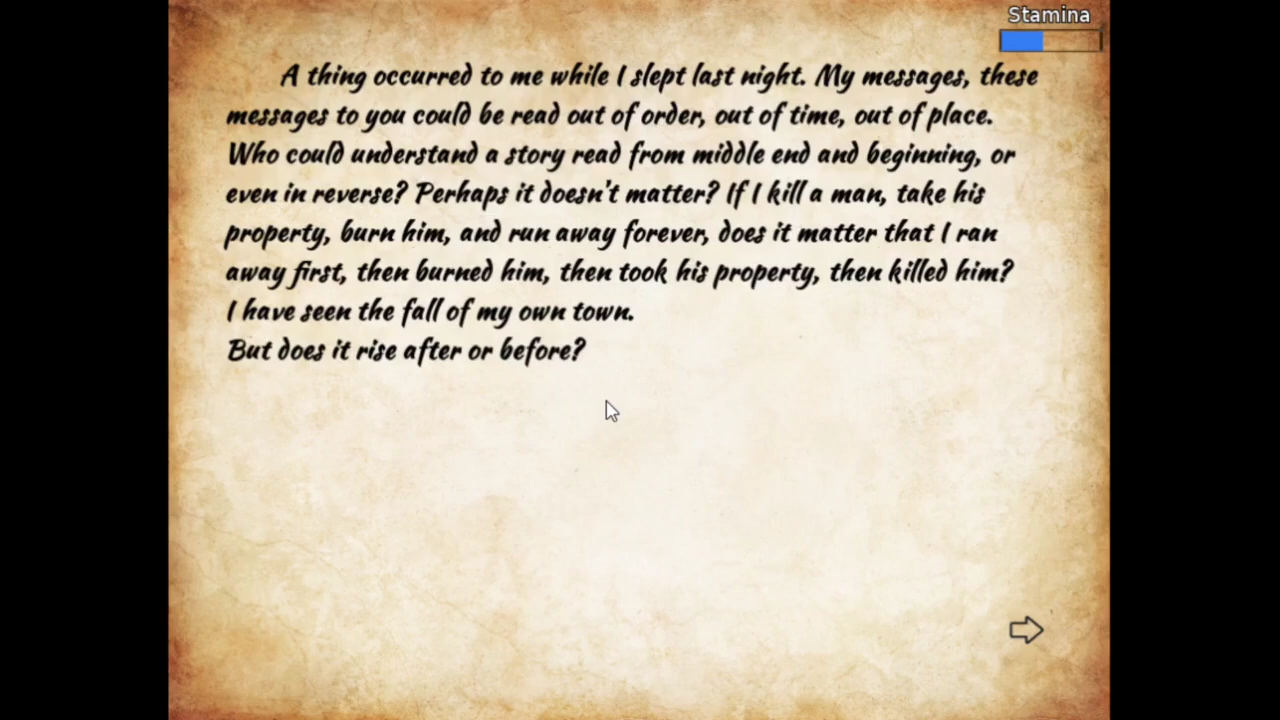 Stamina
A thing occurred to me while I slept last night. My messages, these
messages to you could be read out of order, out of time, out of place.
Who could understand a story read from middle end and beginning, or
even in reverse? Perhaps it doesn't matter? If I kill a man, take his
property, burn him, and run away forever, does it matter that I ran
away first, then burned him, then took his property, then killed him?
I have seen the fall of my own town.
But does it rise after or before?